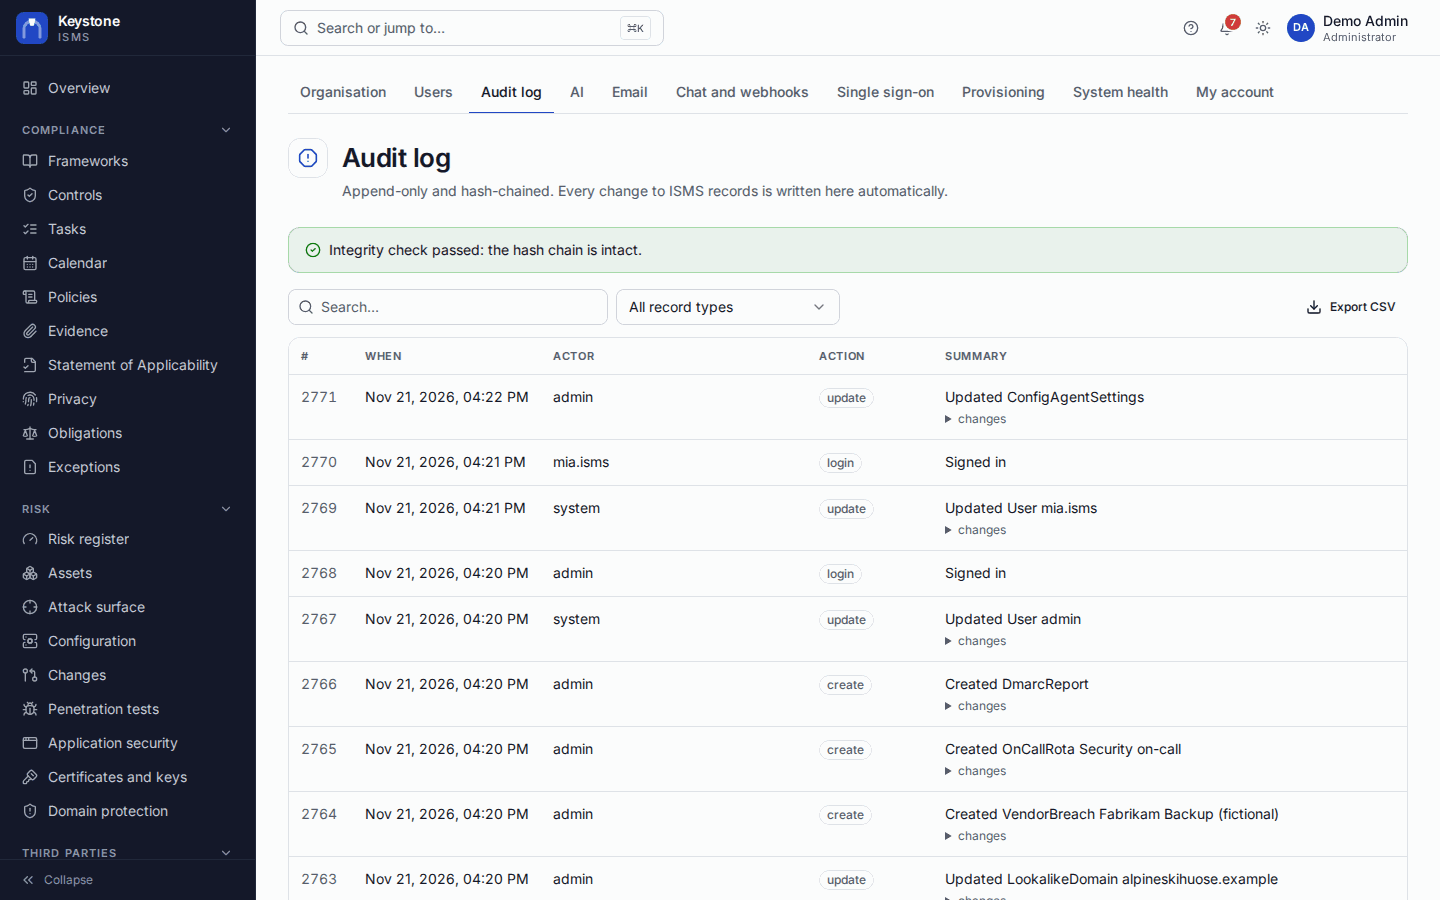 Keystone
ISMS
Search or jump to...
⌘K
7
DA
Demo Admin
Administrator
Overview
COMPLIANCE
Frameworks
Controls
Tasks
Calendar
Policies
Evidence
Statement of Applicability
Privacy
Obligations
Exceptions
RISK
Risk register
Assets
Attack surface
Configuration
Changes
Penetration tests
Application security
Certificates and keys
Domain protection
THIRD PARTIES
Collapse
Organisation Users Audit log AI Email Chat and webhooks Single sign-on Provisioning System health My account
Audit log
Append-only and hash-chained. Every change to ISMS records is written here automatically.
Integrity check passed: the hash chain is intact.
Search...
All record types
Export CSV
# WHEN ACTOR ACTION SUMMARY
2771 Nov 21, 2026, 04:22 PM admin update Updated ConfigAgentSettings
changes
2770 Nov 21, 2026, 04:21 PM mia.isms login Signed in
2769 Nov 21, 2026, 04:21 PM system update Updated User mia.isms
changes
2768 Nov 21, 2026, 04:20 PM admin login Signed in
2767 Nov 21, 2026, 04:20 PM system update Updated User admin
changes
2766 Nov 21, 2026, 04:20 PM admin create Created DmarcReport
changes
2765 Nov 21, 2026, 04:20 PM admin create Created OnCallRota Security on-call
changes
2764 Nov 21, 2026, 04:20 PM admin create Created VendorBreach Fabrikam Backup (fictional)
changes
2763 Nov 21, 2026, 04:20 PM admin update Updated LookalikeDomain alpineskihuose.example